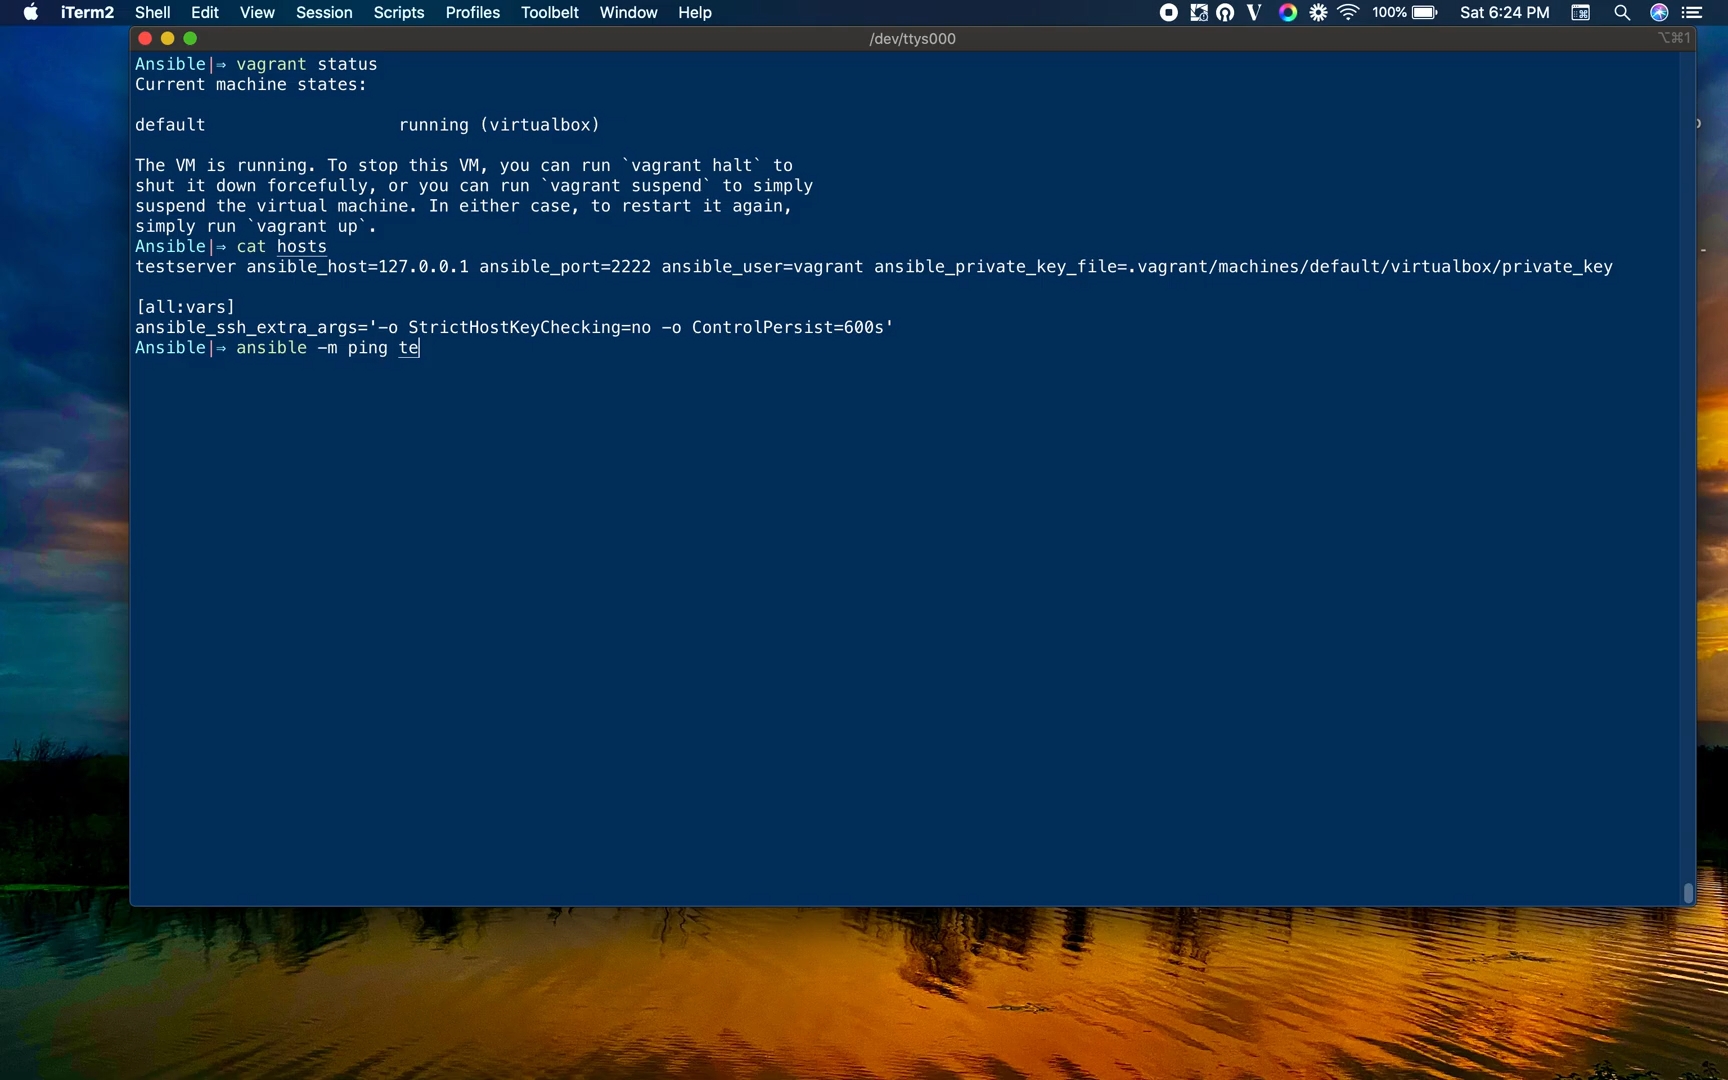 iTerm2 Shell Edit View Session Scripts Profiles Toolbelt Window Help 100% Sat 6:24 PM
/dev/ttys000 ⌥⌘1
Ansible|⇒ vagrant status
Current machine states:
default running (virtualbox)
The VM is running. To stop this VM, you can run `vagrant halt` to
shut it down forcefully, or you can run `vagrant suspend` to simply
suspend the virtual machine. In either case, to restart it again,
simply run `vagrant up`.
Ansible|⇒ cat hosts
testserver ansible_host=127.0.0.1 ansible_port=2222 ansible_user=vagrant ansible_private_key_file=.vagrant/machines/default/virtualbox/private_key
[all:vars]
ansible_ssh_extra_args='-o StrictHostKeyChecking=no -o ControlPersist=600s'
Ansible|⇒ ansible -m ping te